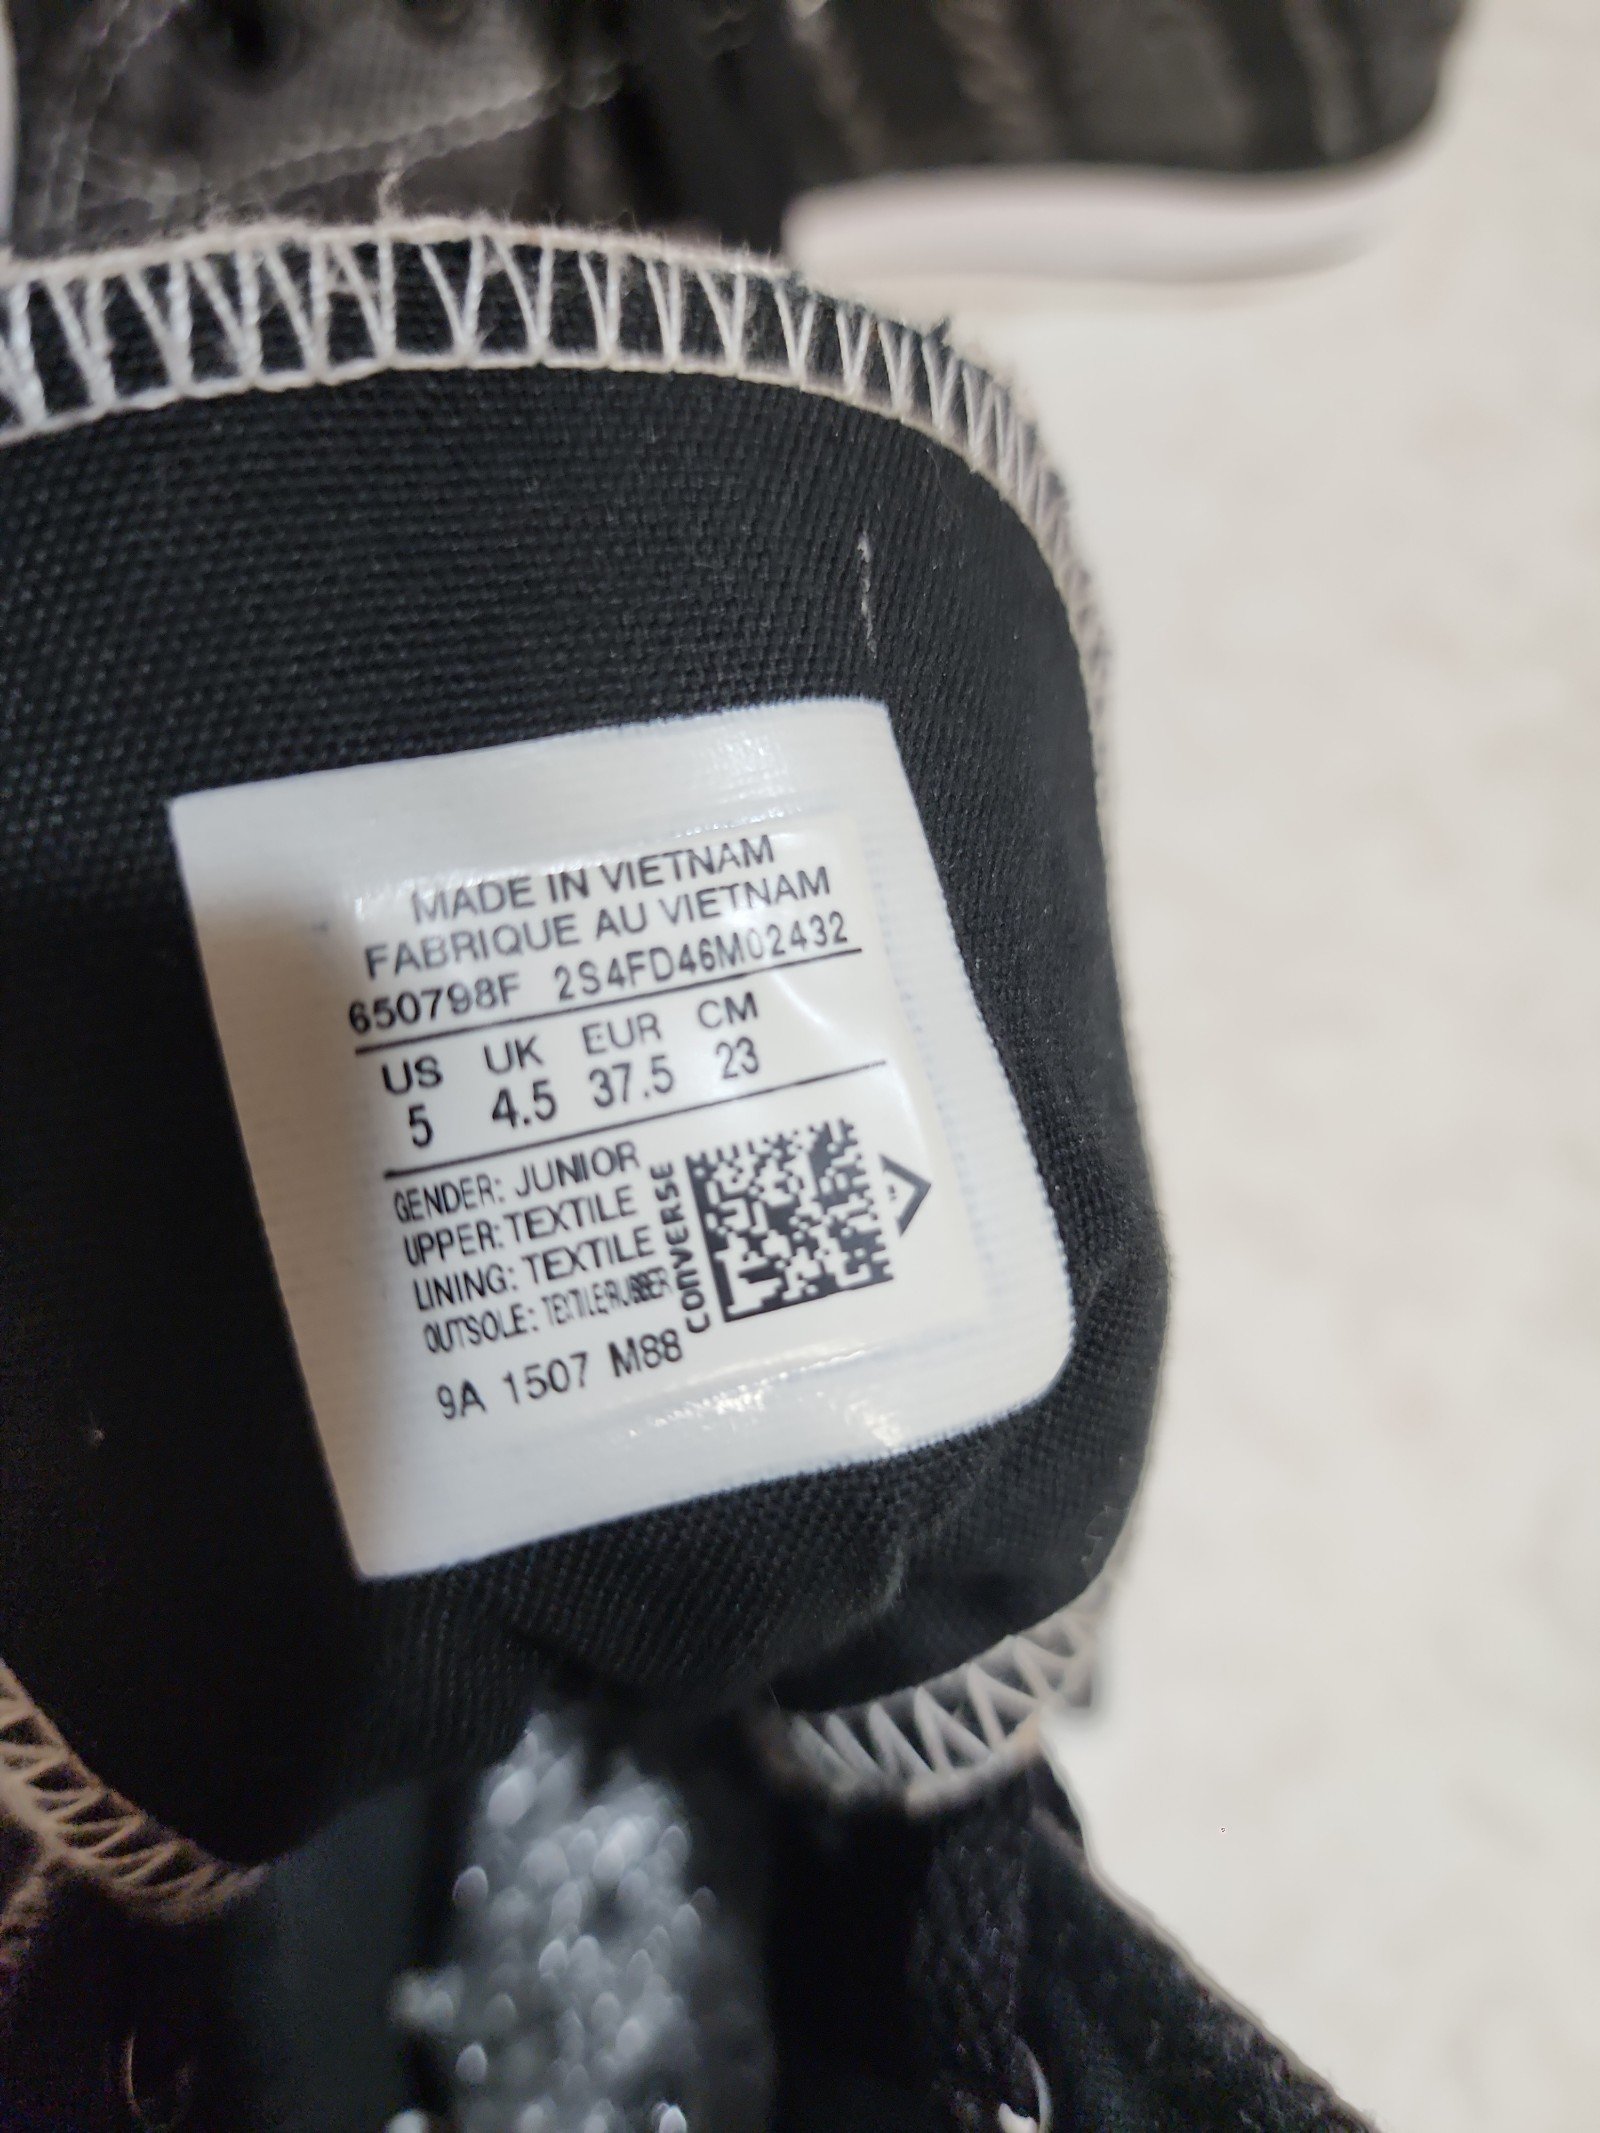 MADE IN VIETNAM
FABRIQUE AU VIETNAM
650798F 2S4FD46M02432
US UK EUR CM
5 4.5 37.5 23
GENDER: JUNIOR
UPPER: TEXTILE
LINING: TEXTILE
OUTSOLE: TEXTILE/RUBBER
CONVERSE
9A 1507 M88